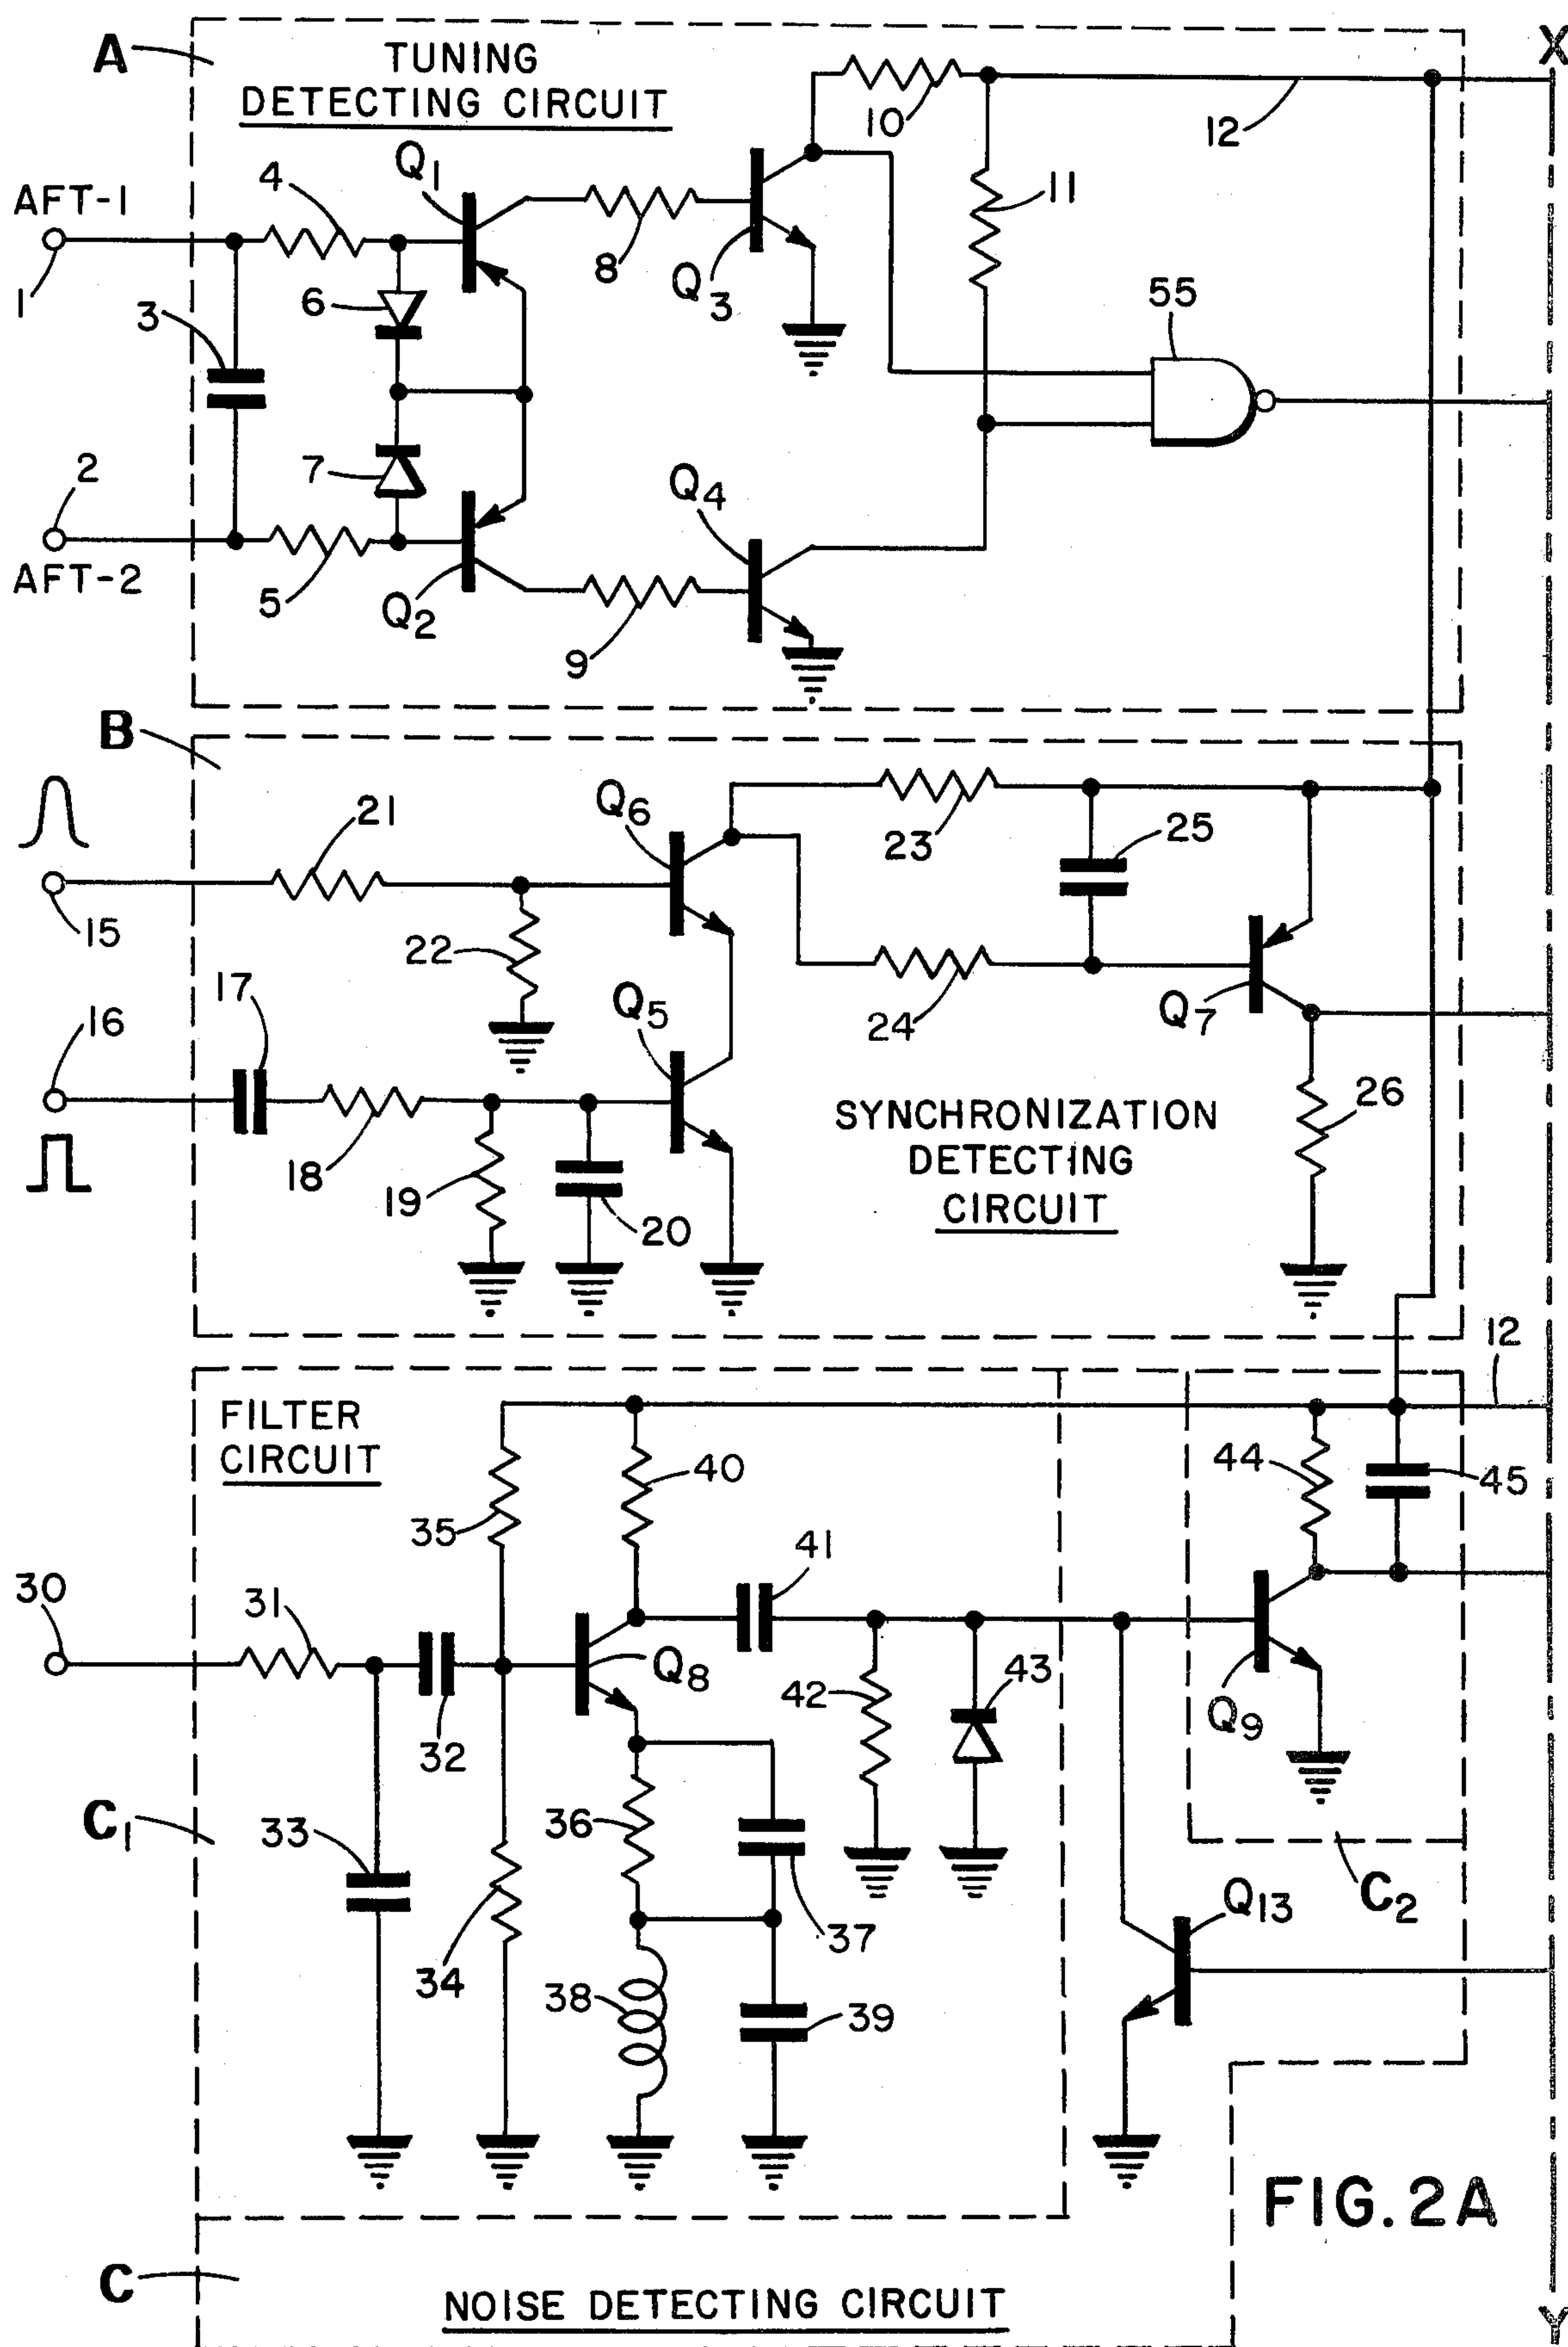 A
TUNING
DETECTING CIRCUIT
X
10
12
Q1
4
AFT-1
11
8
Q3
1
3
6
55
2
7
Q4
AFT-2
5
Q2
9
B
Q6
21
23
25
15
22
17
Q5
24
Q7
16
26
SYNCHRONIZATION
DETECTING
CIRCUIT
18
19
20
12
FILTER
CIRCUIT
40
44
45
35
41
30
31
Q8
43
42
Q9
32
C1
33
36
C2
Q13
37
34
38
39
FIG. 2A
C
NOISE DETECTING CIRCUIT
Y